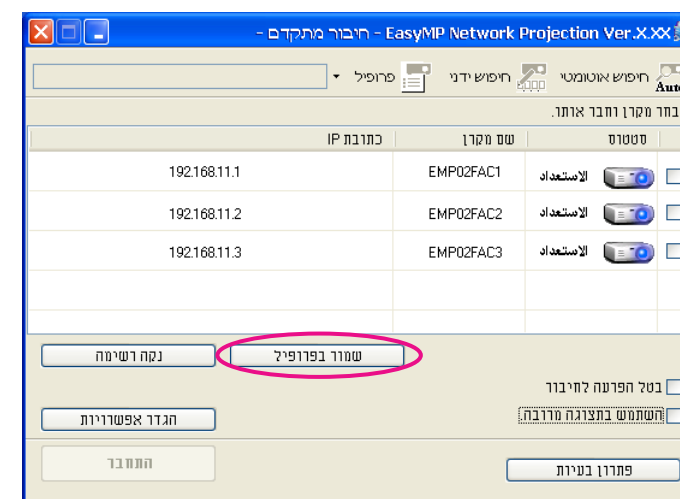 EasyMP Network Projection Ver.X.XX - חיבור מתקדם -
חיפוש אוטומטי חיפוש ידני פרופיל
Auto
בחר מקרן וחבר אותו.
סטטוס שם מקרן כתובת IP
الاستعداد EMP02FAC1 192.168.11.1
الاستعداد EMP02FAC2 192.168.11.2
الاستعداد EMP02FAC3 192.168.11.3
שמור בפרופיל נקה רשימה
בטל הפרעה לחיבור
השתמש בתצוגה מרובה.
הגדר אפשרויות
פתרון בעיות התחבר